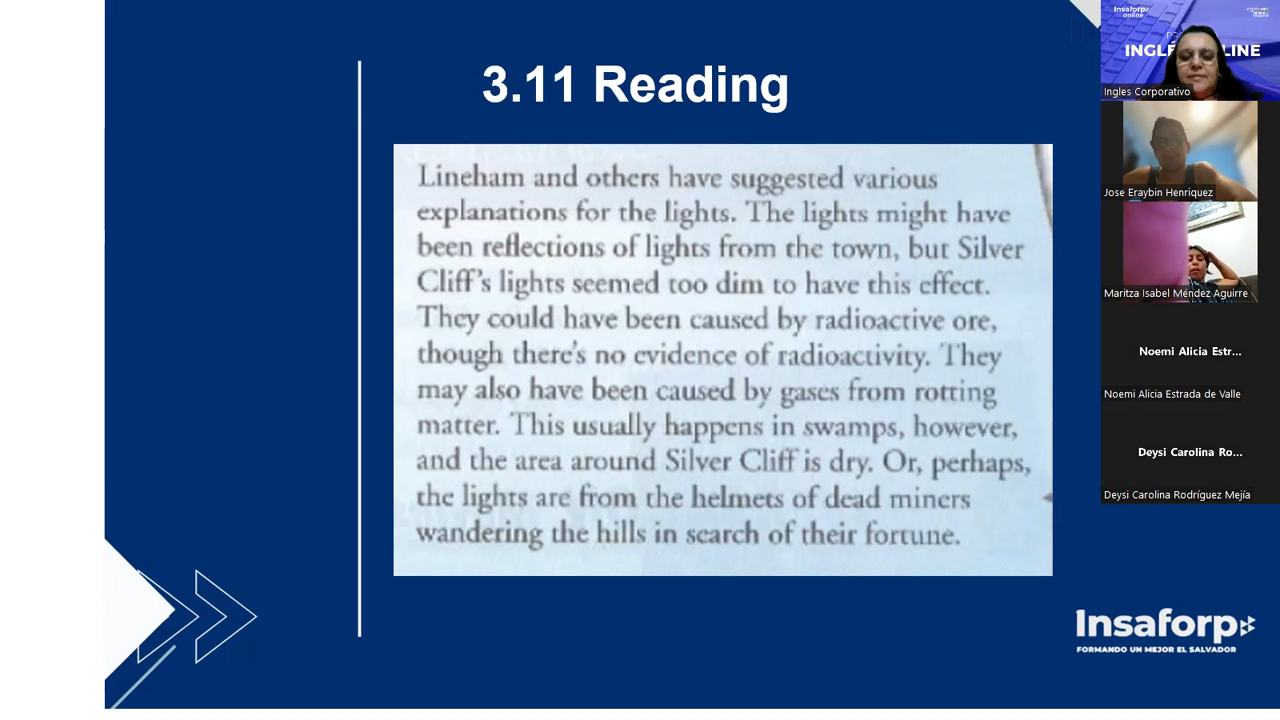 3.11 Reading
Lineham and others have suggested various
explanations for the lights. The lights might have
been reflections of lights from the town, but Silver
Cliff's lights seemed too dim to have this effect.
They could have been caused by radioactive ore,
though there's no evidence of radioactivity. They
may also have been caused by gases from rotting
matter. This usually happens in swamps, however,
and the area around Silver Cliff is dry. Or, perhaps,
the lights are from the helmets of dead miners
wandering the hills in search of their fortune.
Insaforp
online
INGLÉ LINE
Ingles Corporativo
Jose Eraybin Henriquez
Maritza Isabel Méndez Aguirre
Noemi Alicia Estr...
Noemi Alicia Estrada de Valle
Deysi Carolina Ro...
Deysi Carolina Rodríguez Mejía
Insaforp
FORMANDO UN MEJOR EL SALVADOR